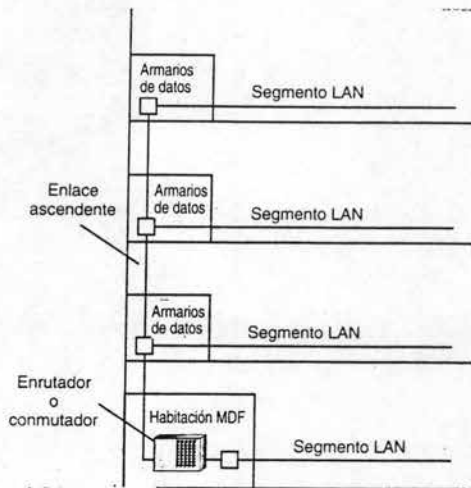 Armarios
de datos
Segmento LAN
Enlace
ascendente
Armarios
de datos
Segmento LAN
Armarios
de datos
Segmento LAN
Enrutador
o
conmutador
Habitación MDF
Segmento LAN